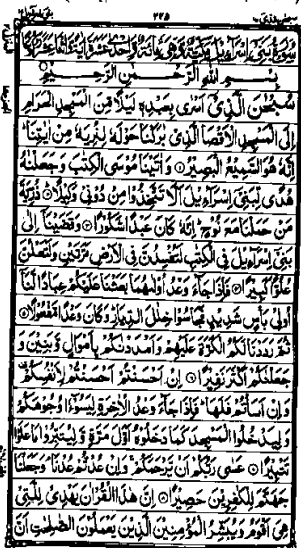 ۲۲۵
سُوْرَةُ بَنِیْۤ اِسْرَآءِیْلَ مَکِّیَّةٌ وَّهِیَ مِائَةٌ وَّاِحْدٰی عَشَرَةَ اٰیَةً وَّاثْنَا عَشَرَ رُکُوْعًا
بِسْمِ اللّٰهِ الرَّحْمٰنِ الرَّحِیْمِ
سُبْحٰنَ الَّذِیْۤ اَسْرٰی بِعَبْدِهٖ لَیْلًا مِّنَ الْمَسْجِدِ الْحَرَامِ
اِلَی الْمَسْجِدِ الْاَقْصَا الَّذِیْ بٰرَکْنَا حَوْلَهٗ لِنُرِیَهٗ مِنْ اٰیٰتِنَا
اِنَّهٗ هُوَ السَّمِیْعُ الْبَصِیْرُ ۝ وَاٰتَیْنَا مُوْسَی الْکِتٰبَ وَجَعَلْنٰهُ
هُدًی لِّبَنِیْۤ اِسْرَآءِیْلَ اَلَّا تَتَّخِذُوْا مِنْ دُوْنِیْ وَکِیْلًا ۝ ذُرِّیَّةَ
مَنْ حَمَلْنَا مَعَ نُوْحٍ اِنَّهٗ کَانَ عَبْدًا شَکُوْرًا ۝ وَقَضَیْنَاۤ اِلٰی
بَنِیْۤ اِسْرَآءِیْلَ فِی الْکِتٰبِ لَتُفْسِدُنَّ فِی الْاَرْضِ مَرَّتَیْنِ وَلَتَعْلُنَّ
عُلُوًّا کَبِیْرًا ۝ فَاِذَا جَآءَ وَعْدُ اُوْلٰىهُمَا بَعَثْنَا عَلَیْکُمْ عِبَادًا لَّنَاۤ
اُولِیْ بَاْسٍ شَدِیْدٍ فَجَاسُوْا خِلٰلَ الدِّیَارِ وَکَانَ وَعْدًا مَّفْعُوْلًا ۝
ثُمَّ رَدَدْنَا لَکُمُ الْکَرَّةَ عَلَیْهِمْ وَاَمْدَدْنٰکُمْ بِاَمْوَالٍ وَّبَنِیْنَ وَ
جَعَلْنٰکُمْ اَکْثَرَ نَفِیْرًا ۝ اِنْ اَحْسَنْتُمْ اَحْسَنْتُمْ لِاَنْفُسِکُمْ
وَاِنْ اَسَاْتُمْ فَلَهَا فَاِذَا جَآءَ وَعْدُ الْاٰخِرَةِ لِیَسُوْٓءٗا وُجُوْهَکُمْ
وَلِیَدْخُلُوا الْمَسْجِدَ کَمَا دَخَلُوْهُ اَوَّلَ مَرَّةٍ وَّلِیُتَبِّرُوْا مَا عَلَوْا
تَتْبِیْرًا ۝ عَسٰی رَبُّکُمْ اَنْ یَّرْحَمَکُمْ وَاِنْ عُدْتُّمْ عُدْنَا وَجَعَلْنَا
جَهَنَّمَ لِلْکٰفِرِیْنَ حَصِیْرًا ۝ اِنَّ هٰذَا الْقُرْاٰنَ یَهْدِیْ لِلَّتِیْ
هِیَ اَقْوَمُ وَیُبَشِّرُ الْمُؤْمِنِیْنَ الَّذِیْنَ یَعْمَلُوْنَ الصّٰلِحٰتِ اَنَّ